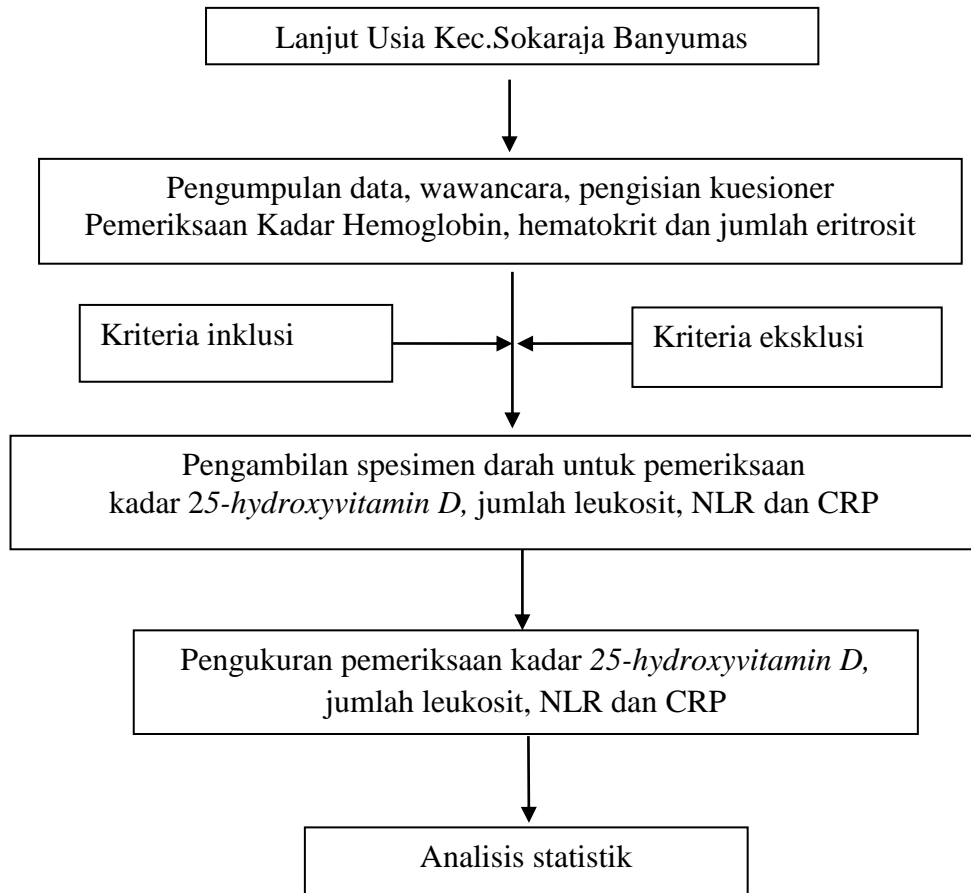 Lanjut Usia Kec.Sokaraja Banyumas
Pengumpulan data, wawancara, pengisian kuesioner
Pemeriksaan Kadar Hemoglobin, hematokrit dan jumlah eritrosit
Kriteria inklusi
Kriteria eksklusi
Pengambilan spesimen darah untuk pemeriksaan
kadar 25-hydroxyvitamin D, jumlah leukosit, NLR dan CRP
Pengukuran pemeriksaan kadar 25-hydroxyvitamin D,
jumlah leukosit, NLR dan CRP
Analisis statistik